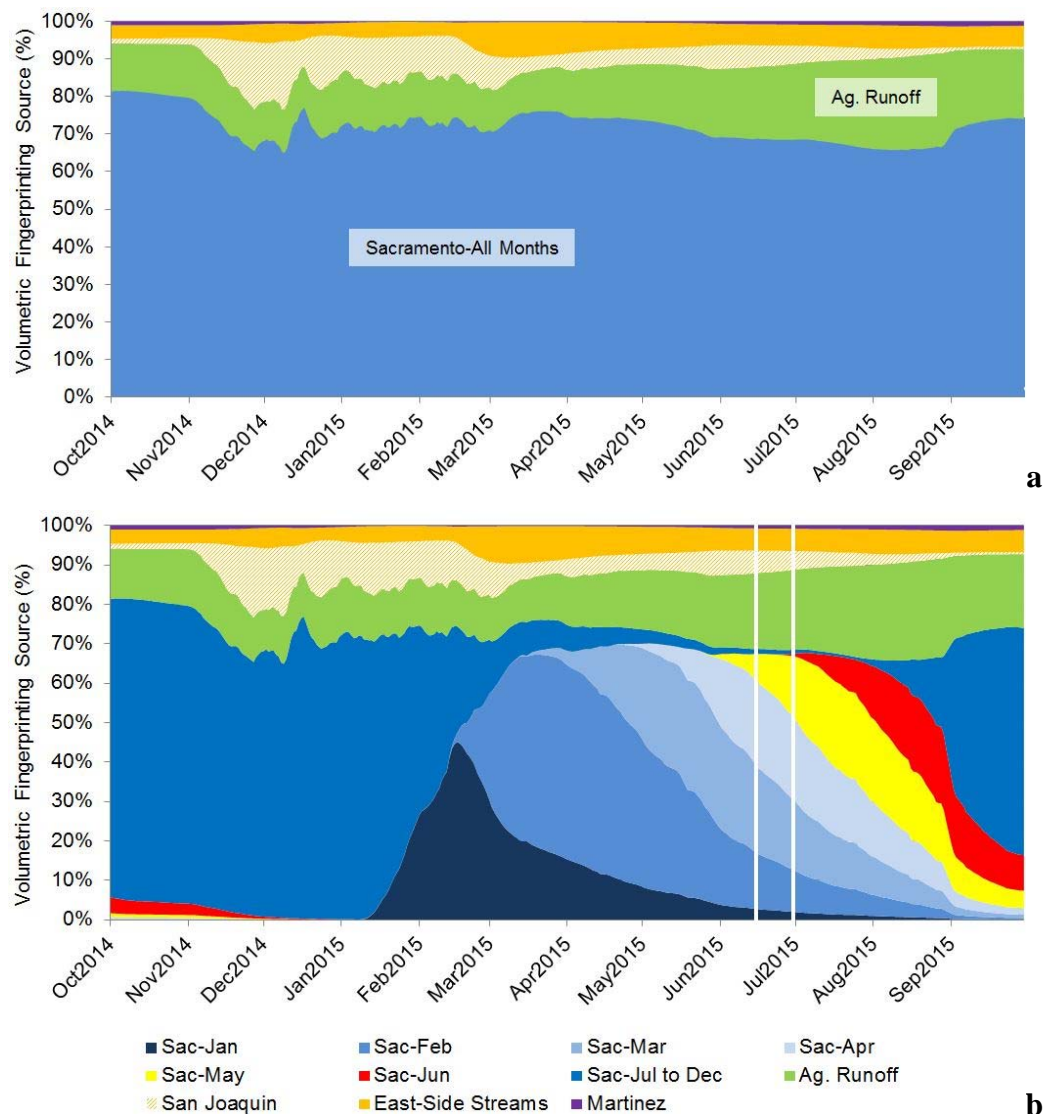 Volumetric Fingerprinting Source (%)
100%
90%
80%
70%
60%
50%
40%
30%
20%
10%
0%
Ag. Runoff
Sacramento-All Months
Oct2014
Nov2014
Dec2014
Jan2015
Feb2015
Mar2015
Apr2015
May2015
Jun2015
Jul2015
Aug2015
Sep2015
a
Volumetric Fingerprinting Source (%)
100%
90%
80%
70%
60%
50%
40%
30%
20%
10%
0%
Oct2014
Nov2014
Dec2014
Jan2015
Feb2015
Mar2015
Apr2015
May2015
Jun2015
Jul2015
Aug2015
Sep2015
Sac-Jan Sac-Feb Sac-Mar Sac-Apr
Sac-May Sac-Jun Sac-Jul to Dec Ag. Runoff
San Joaquin East-Side Streams Martinez
b